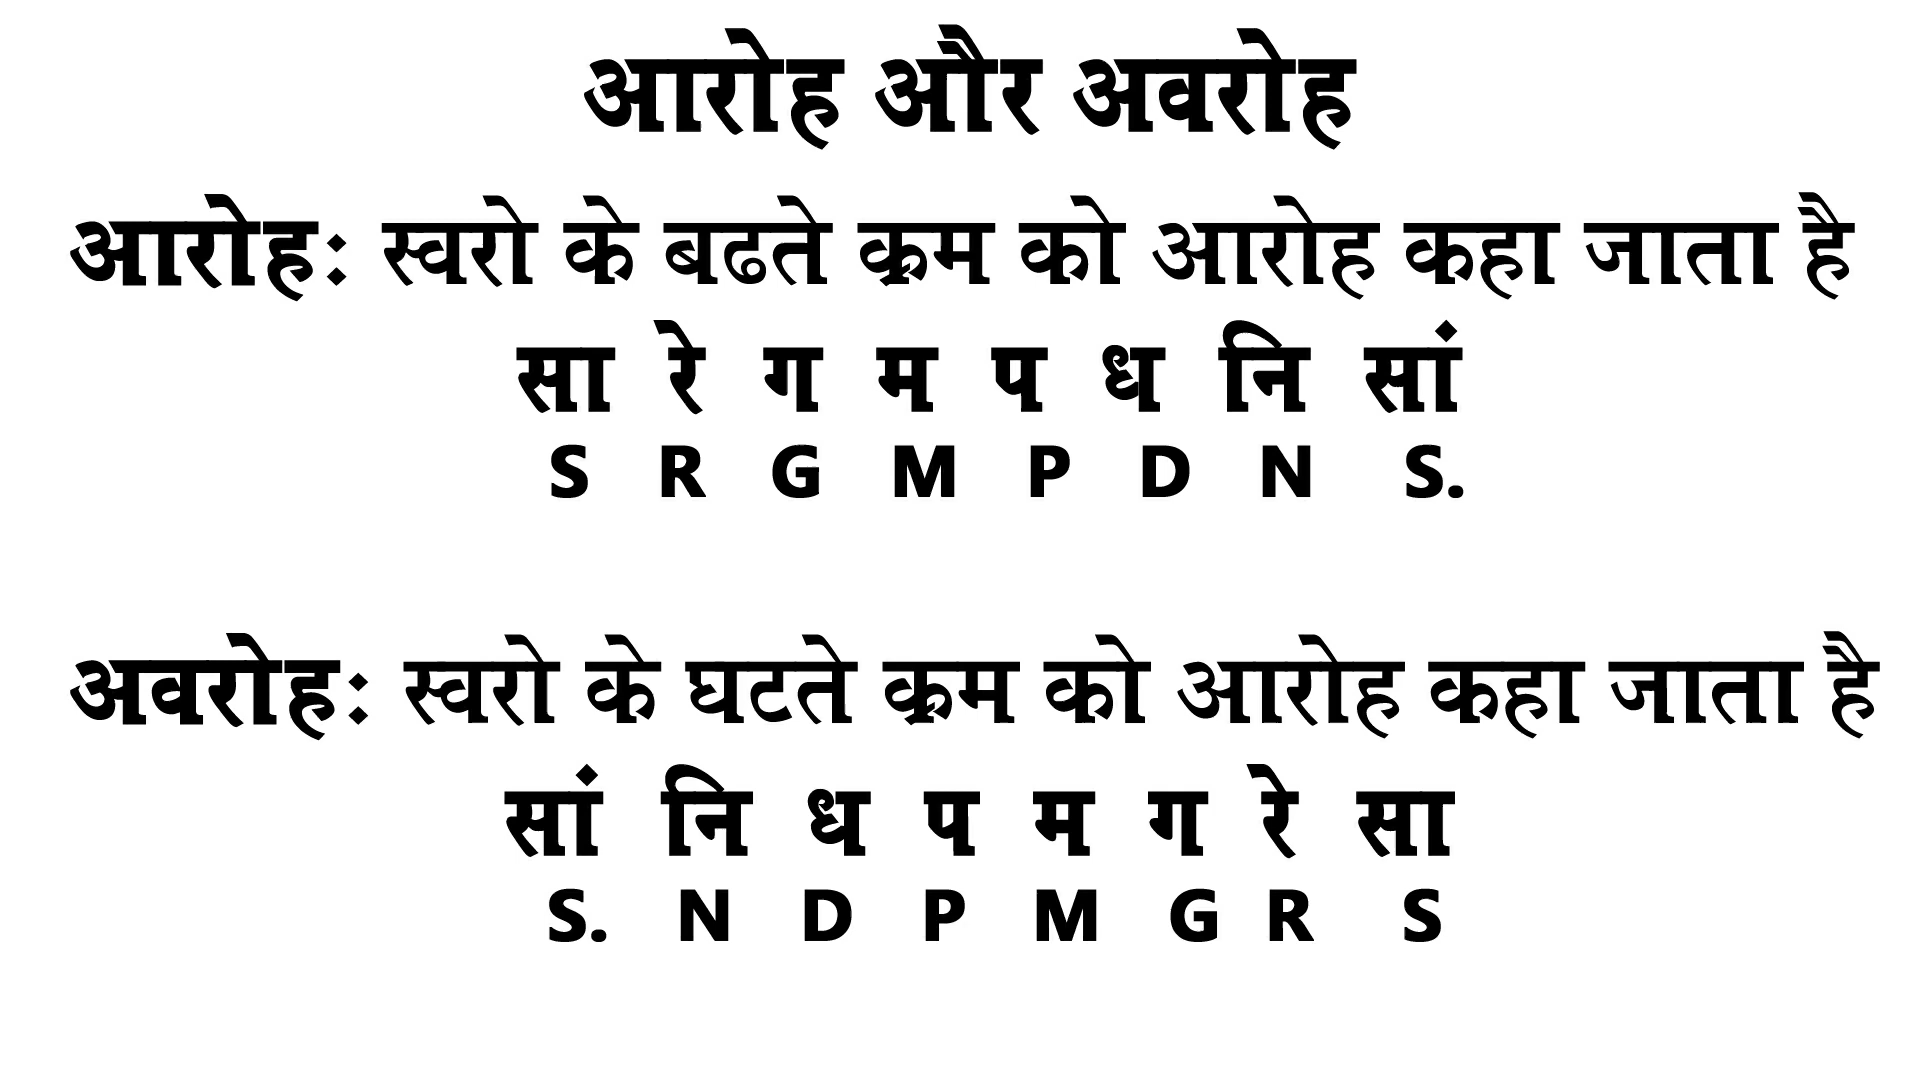 आरोह और अवरोह
आरोह: स्वरो के बढते क्रम को आरोह कहा जाता है
सा रे ग म प ध नि सां
S R G M P D N S.
अवरोह: स्वरो के घटते क्रम को आरोह कहा जाता है
सां नि ध प म ग रे सा
S. N D P M G R S